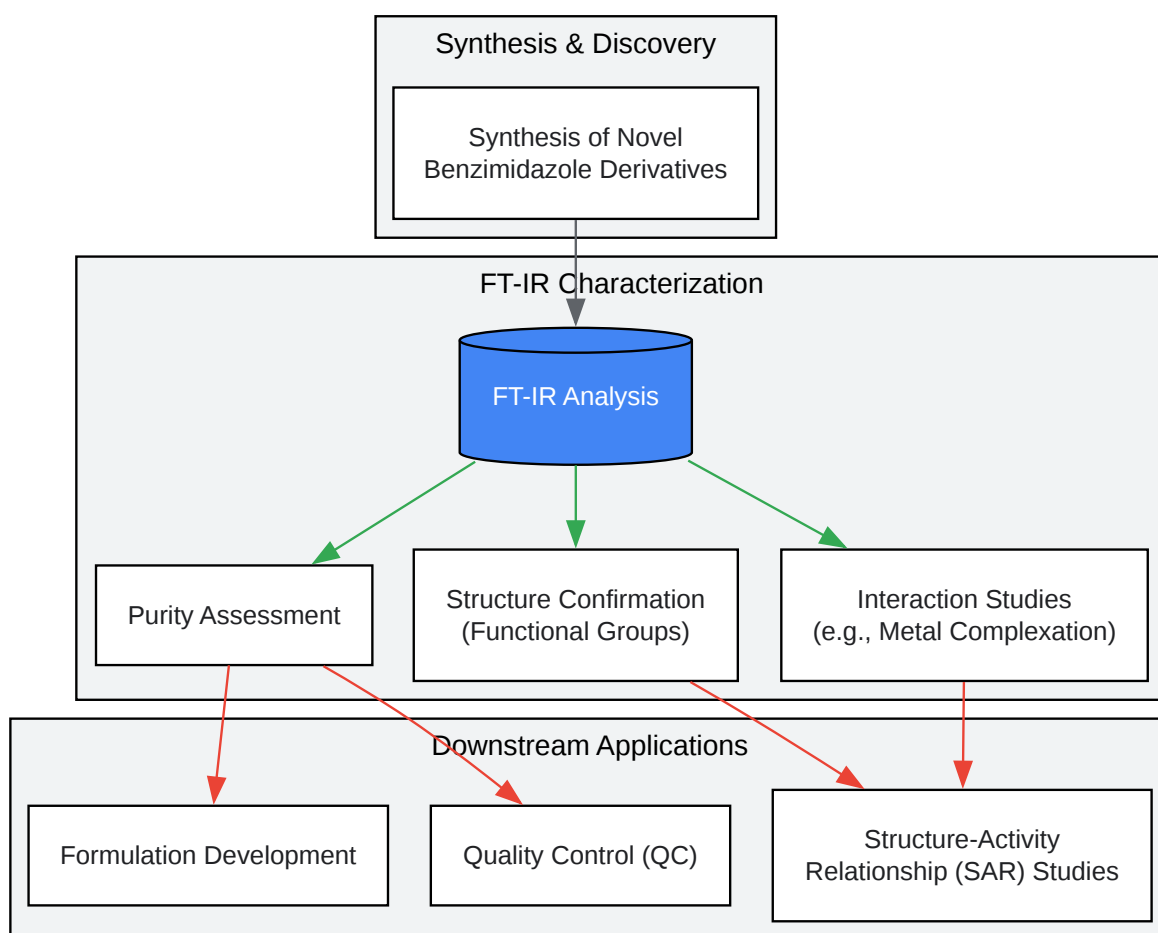 Synthesis & Discovery
Synthesis of Novel
Benzimidazole Derivatives
FT-IR Characterization
FT-IR Analysis
Purity Assessment
Structure Confirmation
(Functional Groups)
Interaction Studies
(e.g., Metal Complexation)
Downstream Applications
Formulation Development
Quality Control (QC)
Structure-Activity
Relationship (SAR) Studies